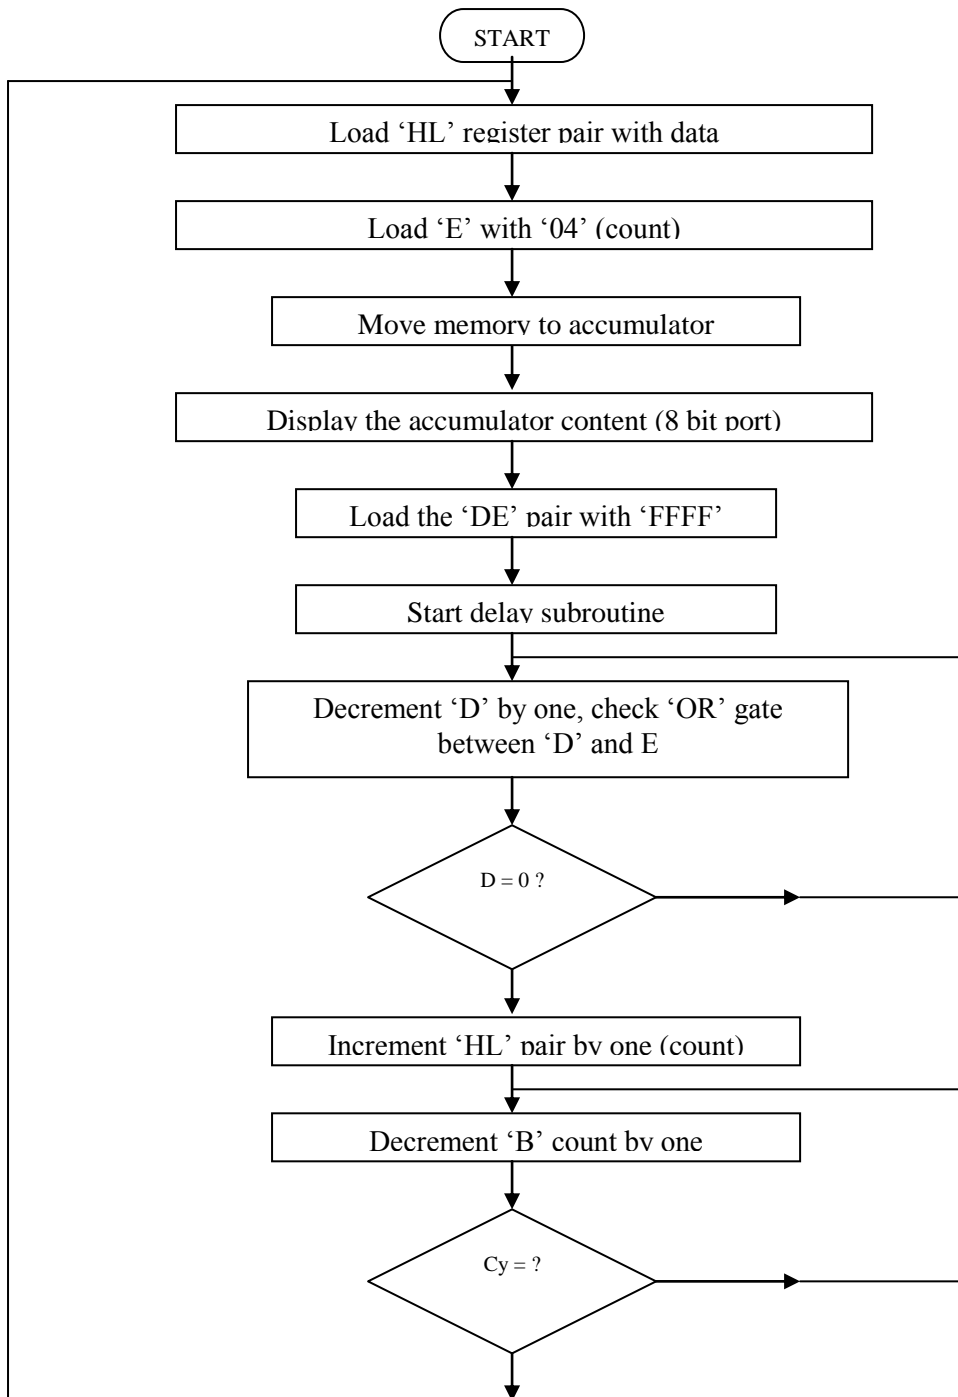 START
Load ‘HL’ register pair with data
Load ‘E’ with ‘04’ (count)
Move memory to accumulator
Display the accumulator content (8 bit port)
Load the ‘DE’ pair with ‘FFFF’
Start delay subroutine
Decrement ‘D’ by one, check ‘OR’ gate
between ‘D’ and E
D = 0 ?
Increment ‘HL’ pair by one (count)
Decrement ‘B’ count by one
Cy = ?